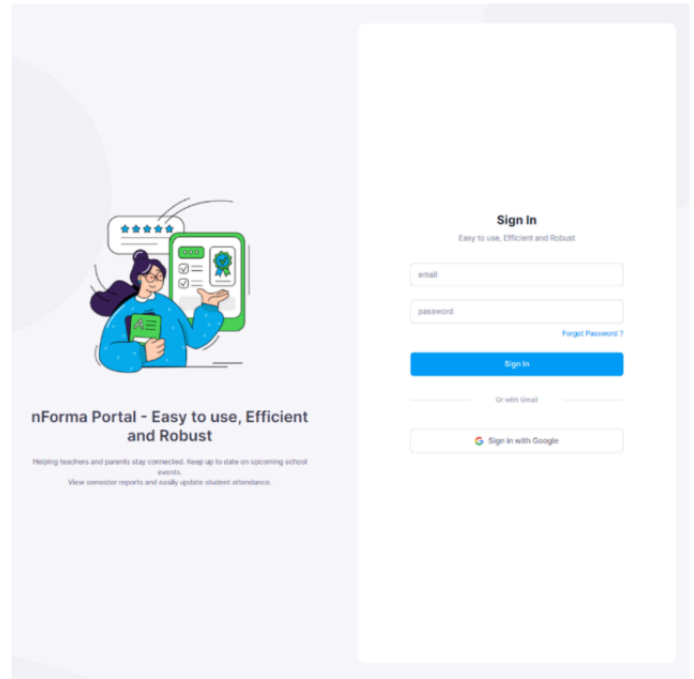 nForma Portal - Easy to use, Efficient
and Robust
Helping teachers and parents stay connected. Keep up to date on upcoming school
events.
View semester reports and easily update student attendance.
Sign In
Easy to use, Efficient and Robust
email
password
Forgot Password ?
Sign In
Or with Gmail
Sign in with Google